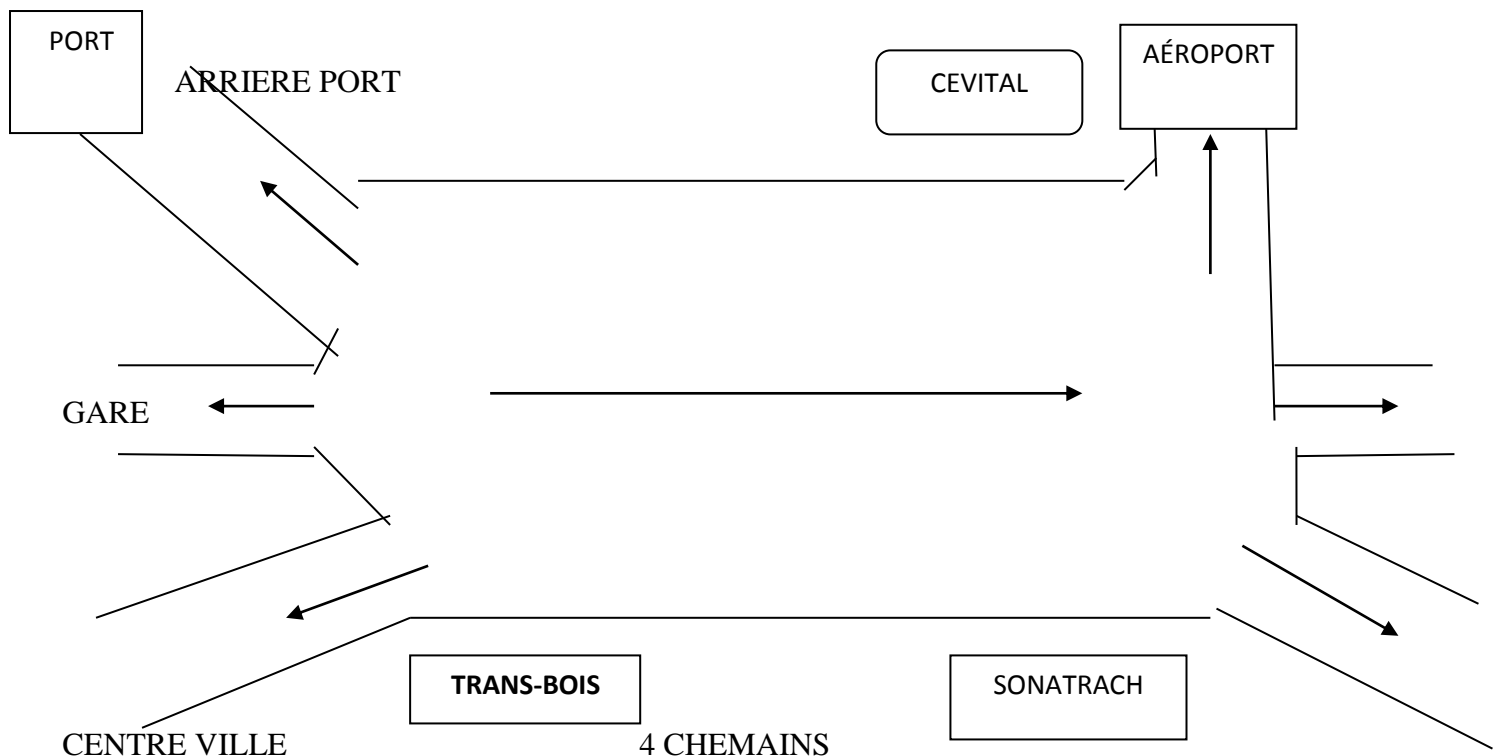 PORT
ARRIERE PORT
CEVITAL
AÉROPORT
GARE
TRANS-BOIS
SONATRACH
CENTRE VILLE
4 CHEMAINS